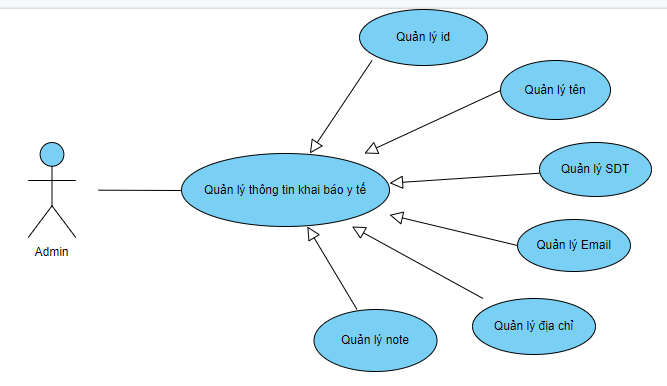 Quản lý id
Quản lý tên
Quản lý SDT
Quản lý thông tin khai báo y tế
Admin
Quản lý Email
Quản lý địa chỉ
Quản lý note